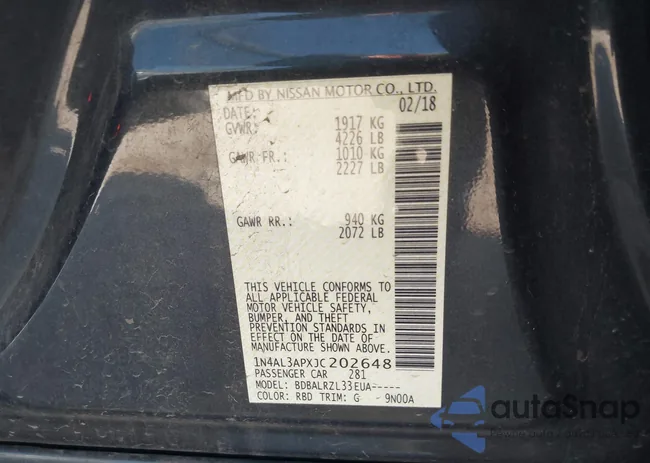 MFD BY NISSAN MOTOR CO., LTD.
DATE: 02/18
GVWR: 1917 KG
4226 LB
GAWR FR.: 1010 KG
2227 LB
GAWR RR.: 940 KG
2072 LB
THIS VEHICLE CONFORMS TO
ALL APPLICABLE FEDERAL
MOTOR VEHICLE SAFETY,
BUMPER, AND THEFT
PREVENTION STANDARDS IN
EFFECT ON THE DATE OF
MANUFACTURE SHOWN ABOVE.
1N4AL3APXJC202648
PASSENGER CAR 281
MODEL: BDBALRZL33EUA-----
COLOR: RBD TRIM: G 9N00A
autoSnap